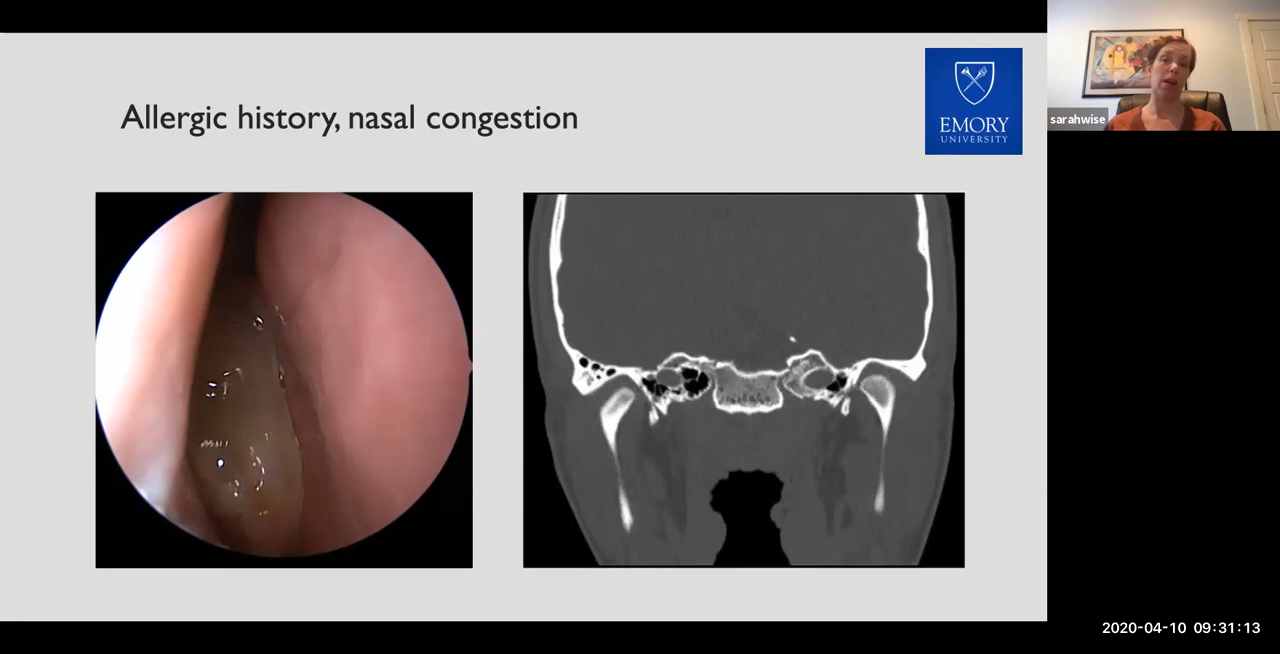 Allergic history, nasal congestion
EMORY
UNIVERSITY
sarahwise
2020-04-10 09:31:13